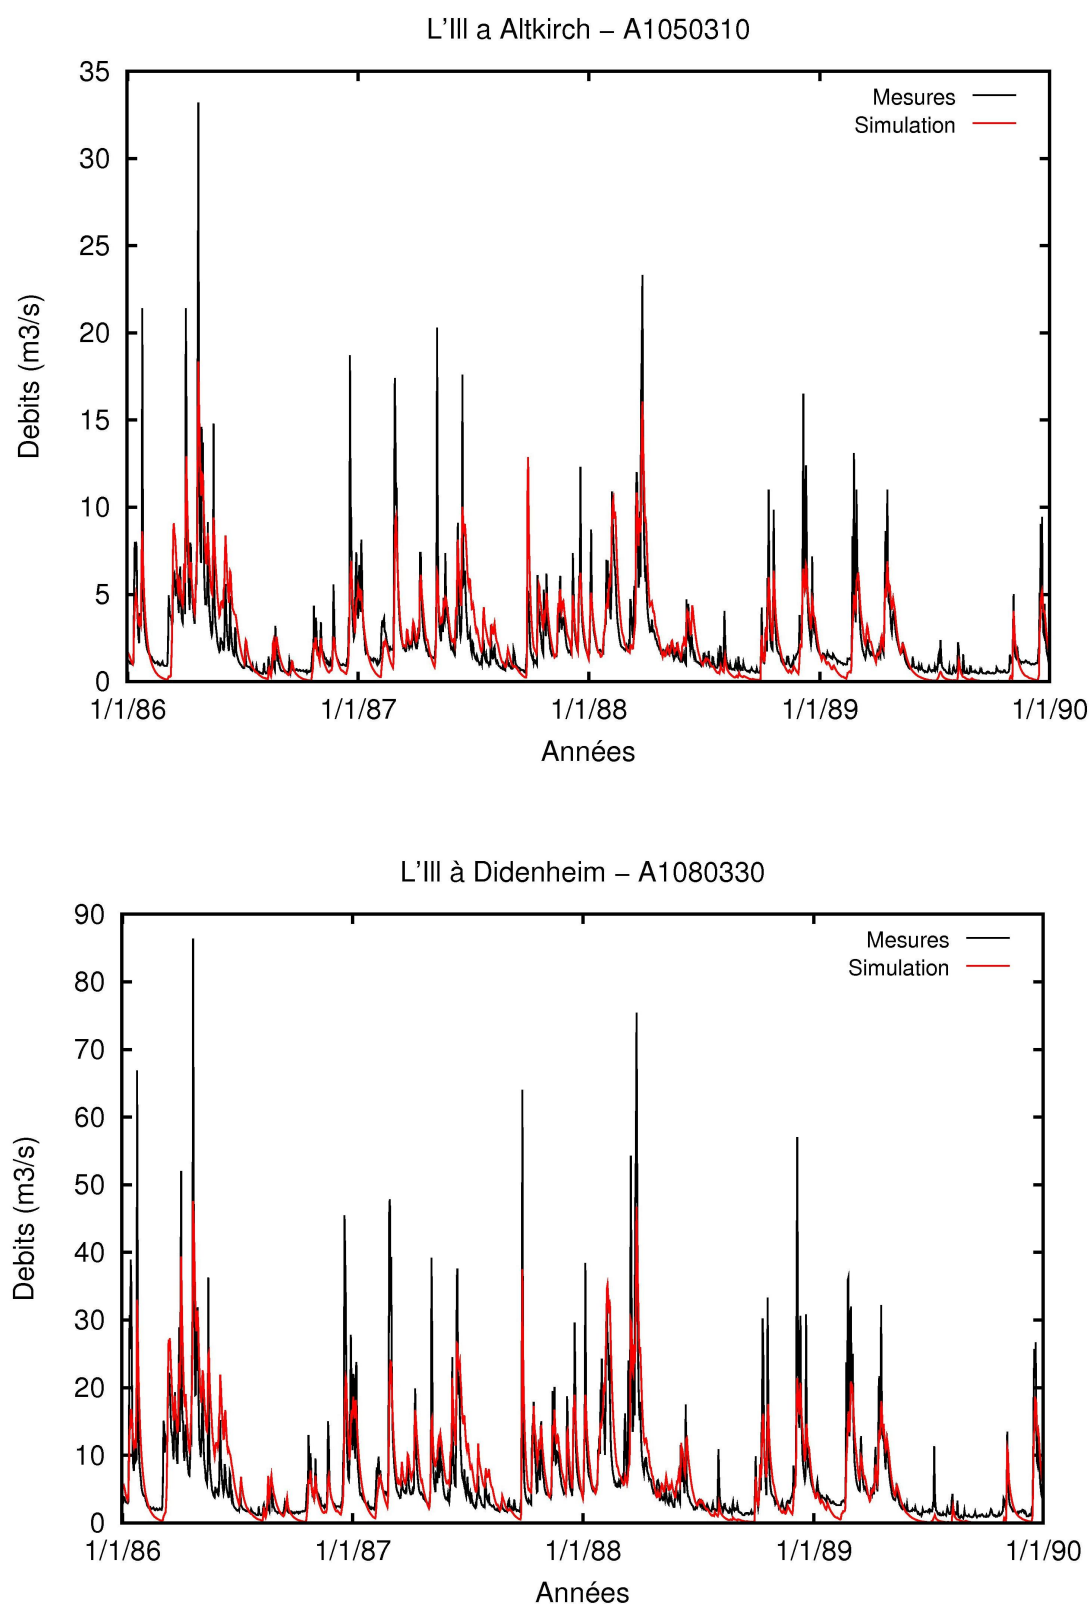 L'Ill a Altkirch – A1050310
35
Mesures
Simulation
30
25
20
15
10
5
0
Debits (m3/s)
1/1/86 1/1/87 1/1/88 1/1/89 1/1/90
Années
L'Ill à Didenheim – A1080330
90
Mesures
Simulation
80
70
60
50
40
30
20
10
0
Debits (m3/s)
1/1/86 1/1/87 1/1/88 1/1/89 1/1/90
Années